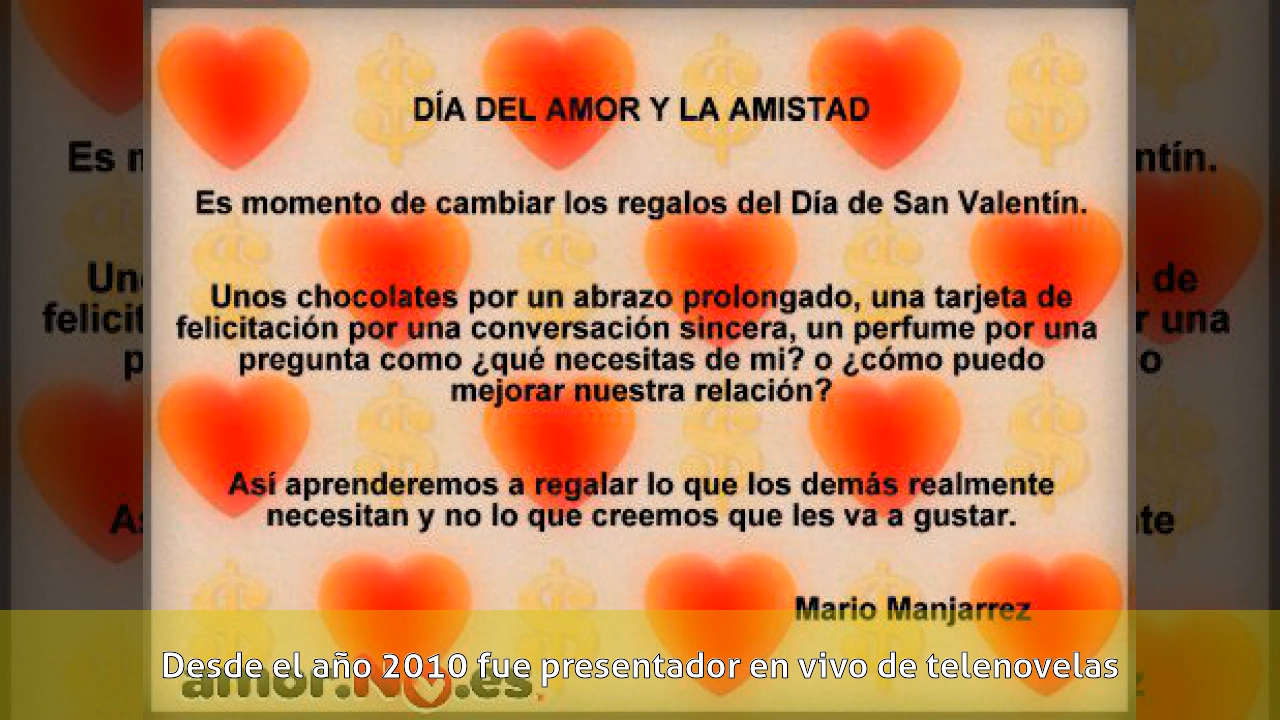 DÍA DEL AMOR Y LA AMISTAD
Es momento de cambiar los regalos del Día de San Valentín.
Unos chocolates por un abrazo prolongado, una tarjeta de
felicitación por una conversación sincera, un perfume por una
pregunta como ¿qué necesitas de mi? o ¿cómo puedo
mejorar nuestra relación?
Así aprenderemos a regalar lo que los demás realmente
necesitan y no lo que creemos que les va a gustar.
Mario Manjarrez
Desde el año 2010 fue presentador en vivo de telenovelas
amor.No.es